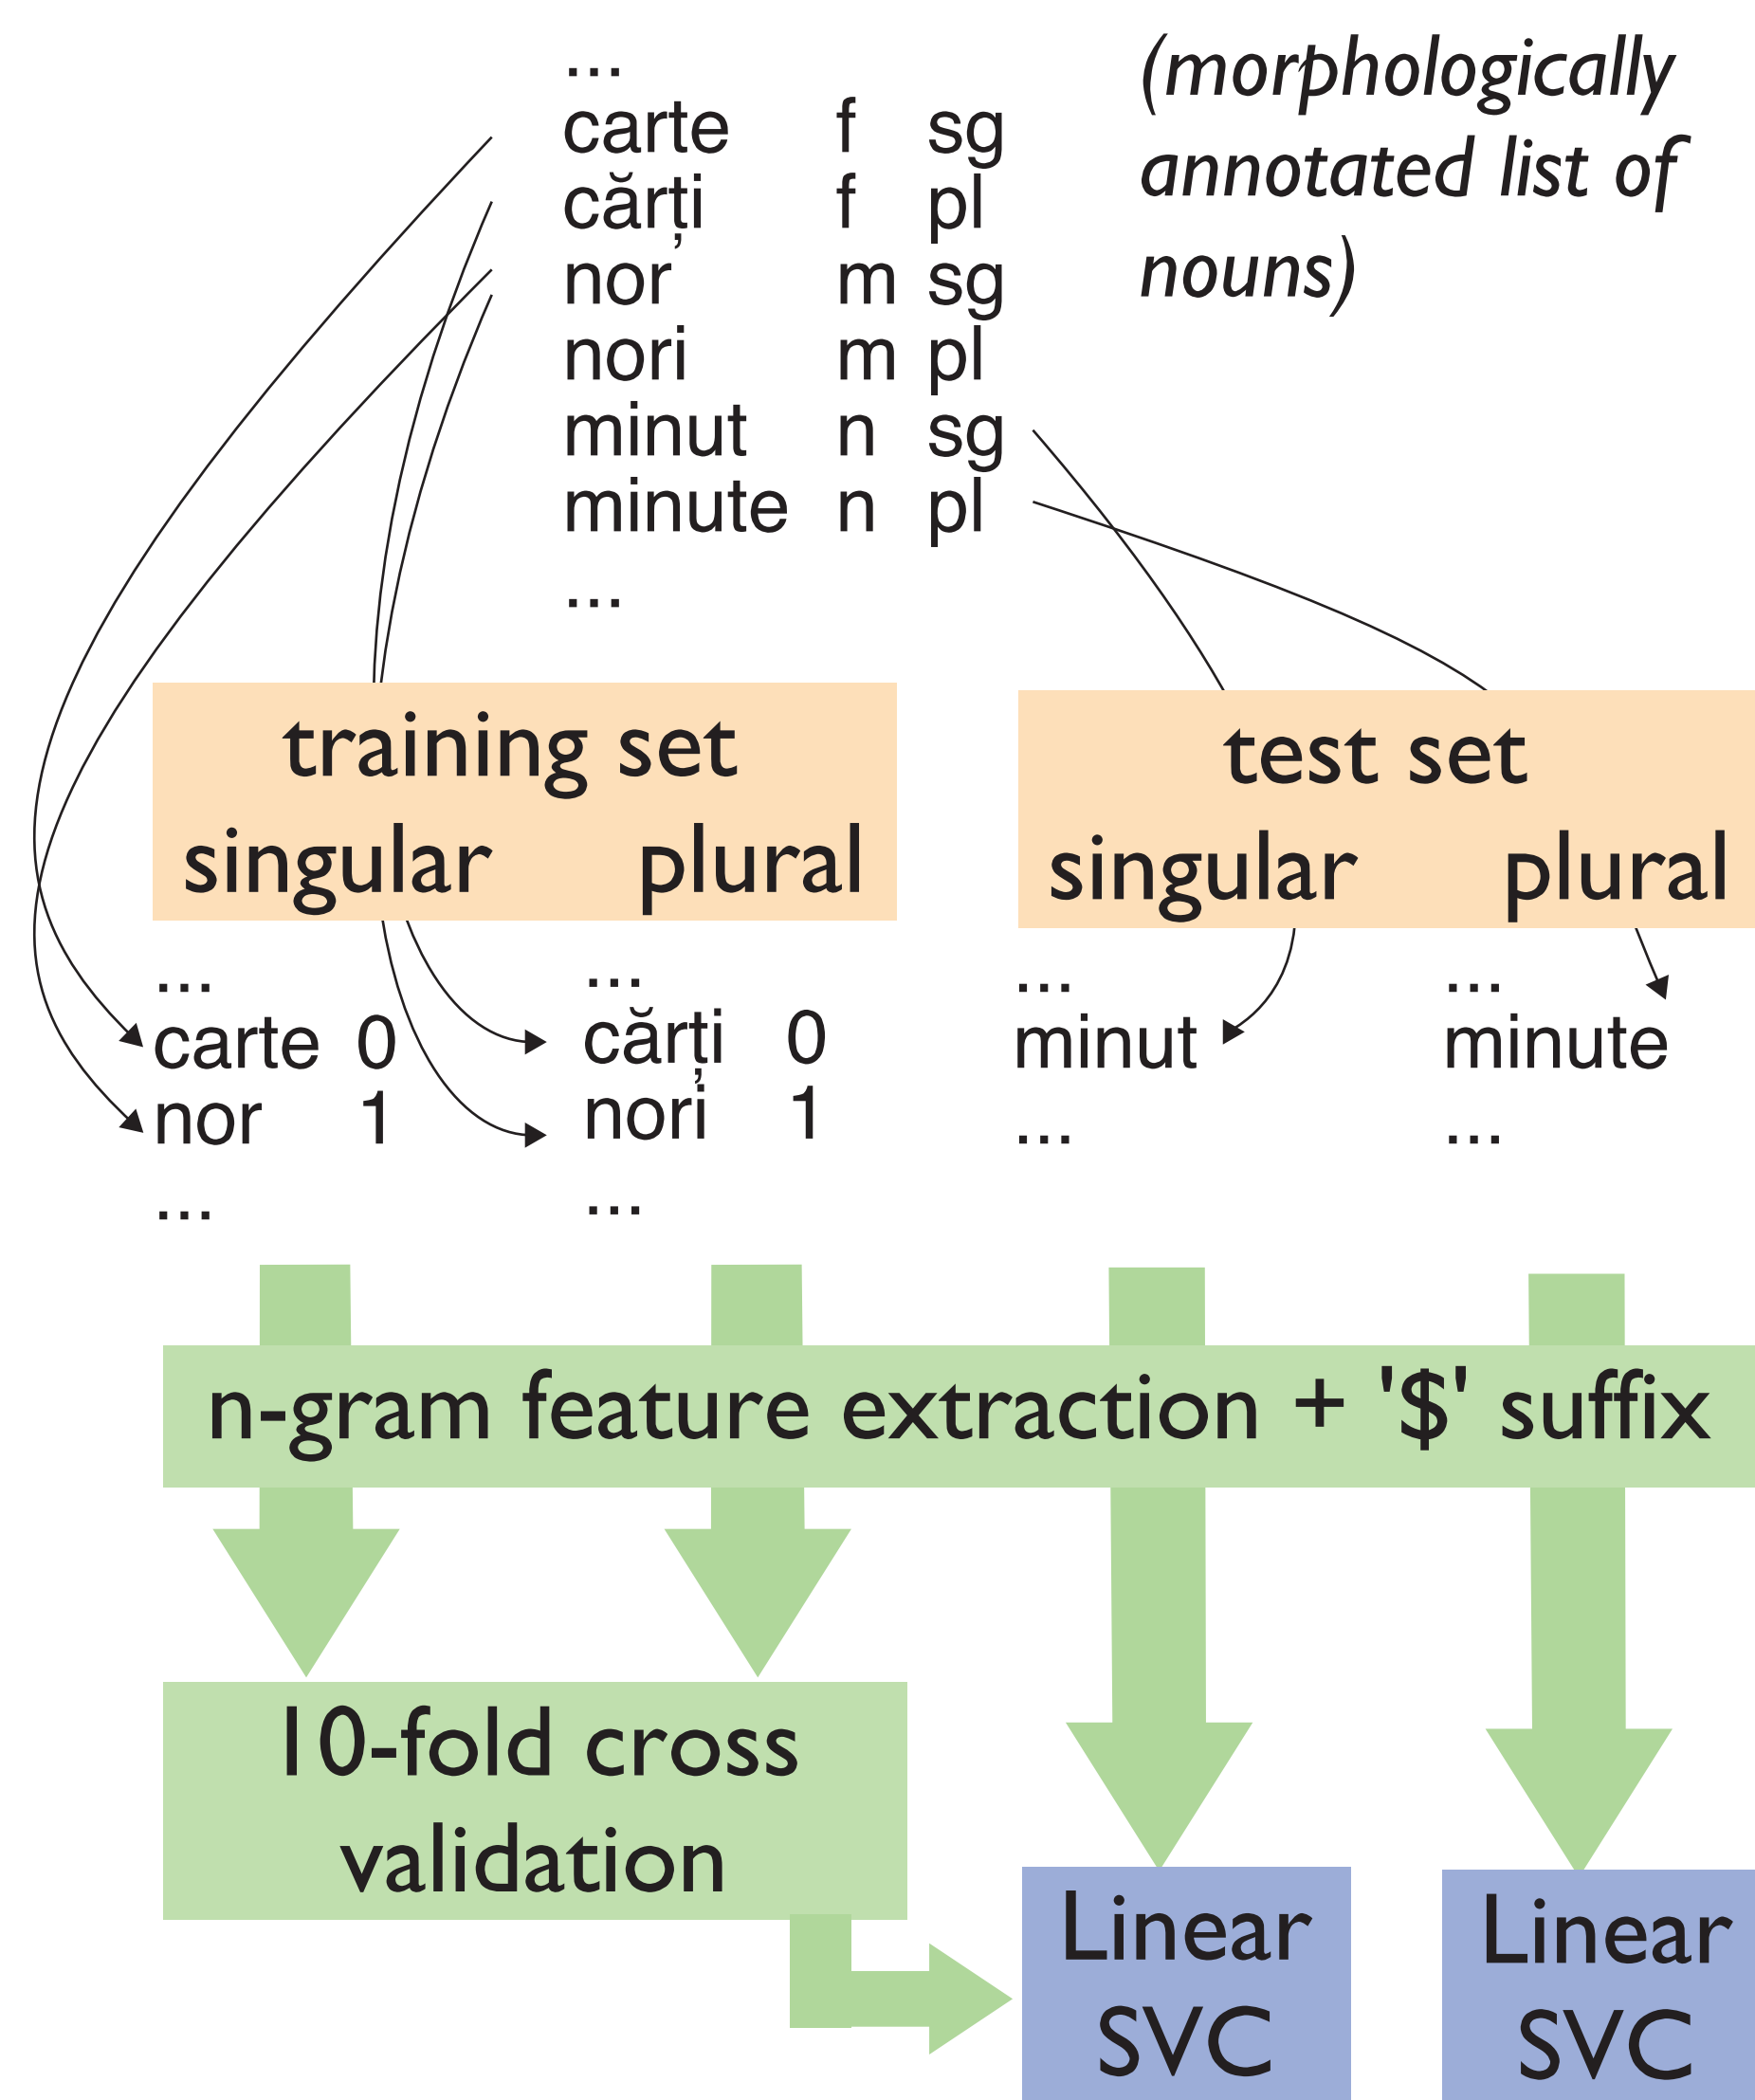 ...
carte f sg
cărți f pl
nor m sg
nori m pl
minut n sg
minute n pl
...
(morphologically
annotated list of
nouns)
training set
singular plural
test set
singular plural
...
carte 0
nor 1
...
...
cărți 0
nori 1
...
...
minut
...
...
minute
...
n-gram feature extraction + '$' suffix
10-fold cross
validation
Linear
SVC
Linear
SVC